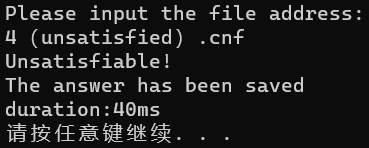 Please input the file address:
4 (unsatisfied) .cnf
Unsatisfiable!
The answer has been saved
duration:40ms
请按任意键继续. . .